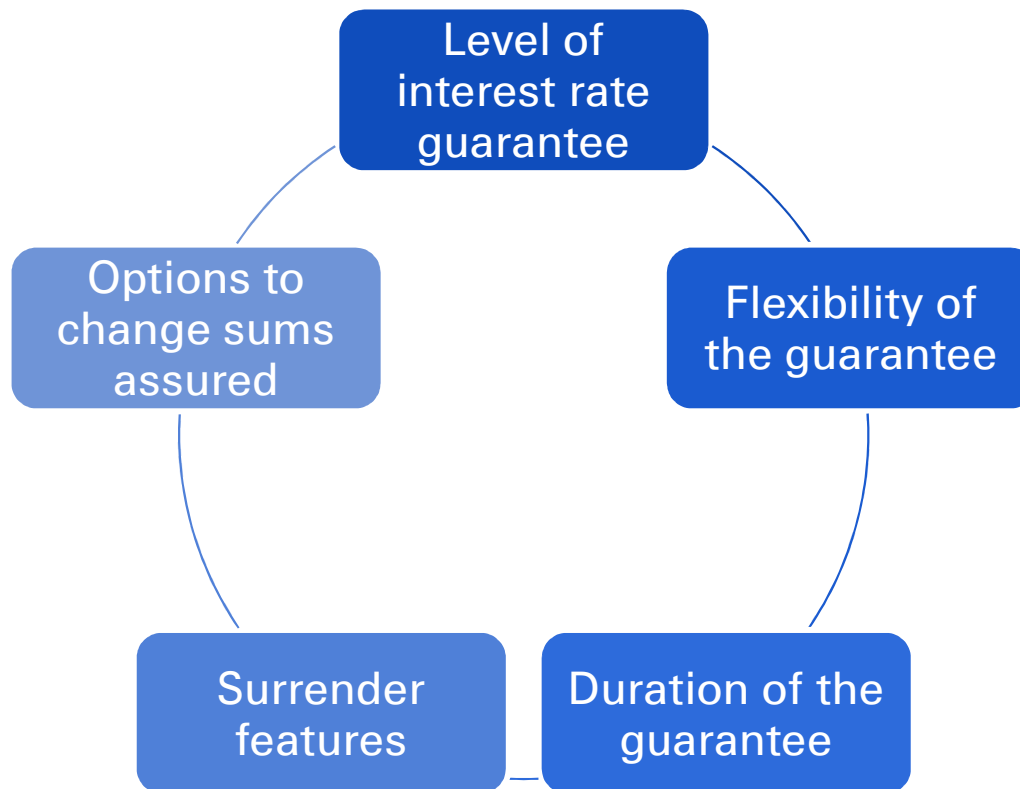 Level of
interest rate
guarantee
Flexibility of
the guarantee
Duration of the
guarantee
Surrender
features
Options to
change sums
assured